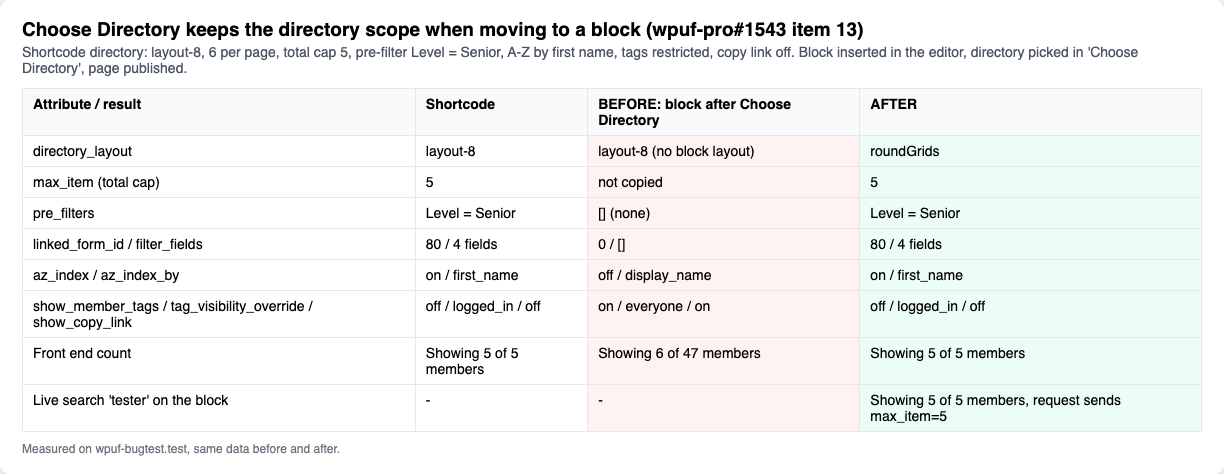 Choose Directory keeps the directory scope when moving to a block (wpuf-pro#1543 item 13)
Shortcode directory: layout-8, 6 per page, total cap 5, pre-filter Level = Senior, A-Z by first name, tags restricted, copy link off. Block inserted in the editor, directory picked in 'Choose
Directory', page published.
Attribute / result Shortcode BEFORE: block after Choose AFTER
Directory
directory_layout layout-8 layout-8 (no block layout) roundGrids
max_item (total cap) 5 not copied 5
pre_filters Level = Senior [] (none) Level = Senior
linked_form_id / filter_fields 80 / 4 fields 0 / [] 80 / 4 fields
az_index / az_index_by on / first_name off / display_name on / first_name
show_member_tags / tag_visibility_override / off / logged_in / off on / everyone / on off / logged_in / off
show_copy_link
Front end count Showing 5 of 5 Showing 6 of 47 members Showing 5 of 5 members
members
Live search 'tester' on the block - - Showing 5 of 5 members, request sends
max_item=5
Measured on wpuf-bugtest.test, same data before and after.